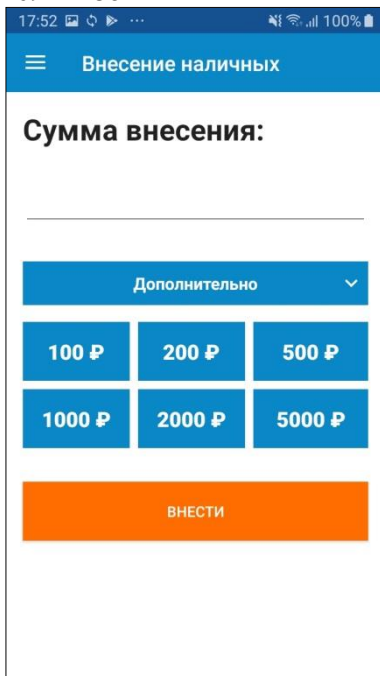 17:52 ... 100%
Внесение наличных
Сумма внесения:
Дополнительно
100 ₽ 200 ₽ 500 ₽
1000 ₽ 2000 ₽ 5000 ₽
ВНЕСТИ